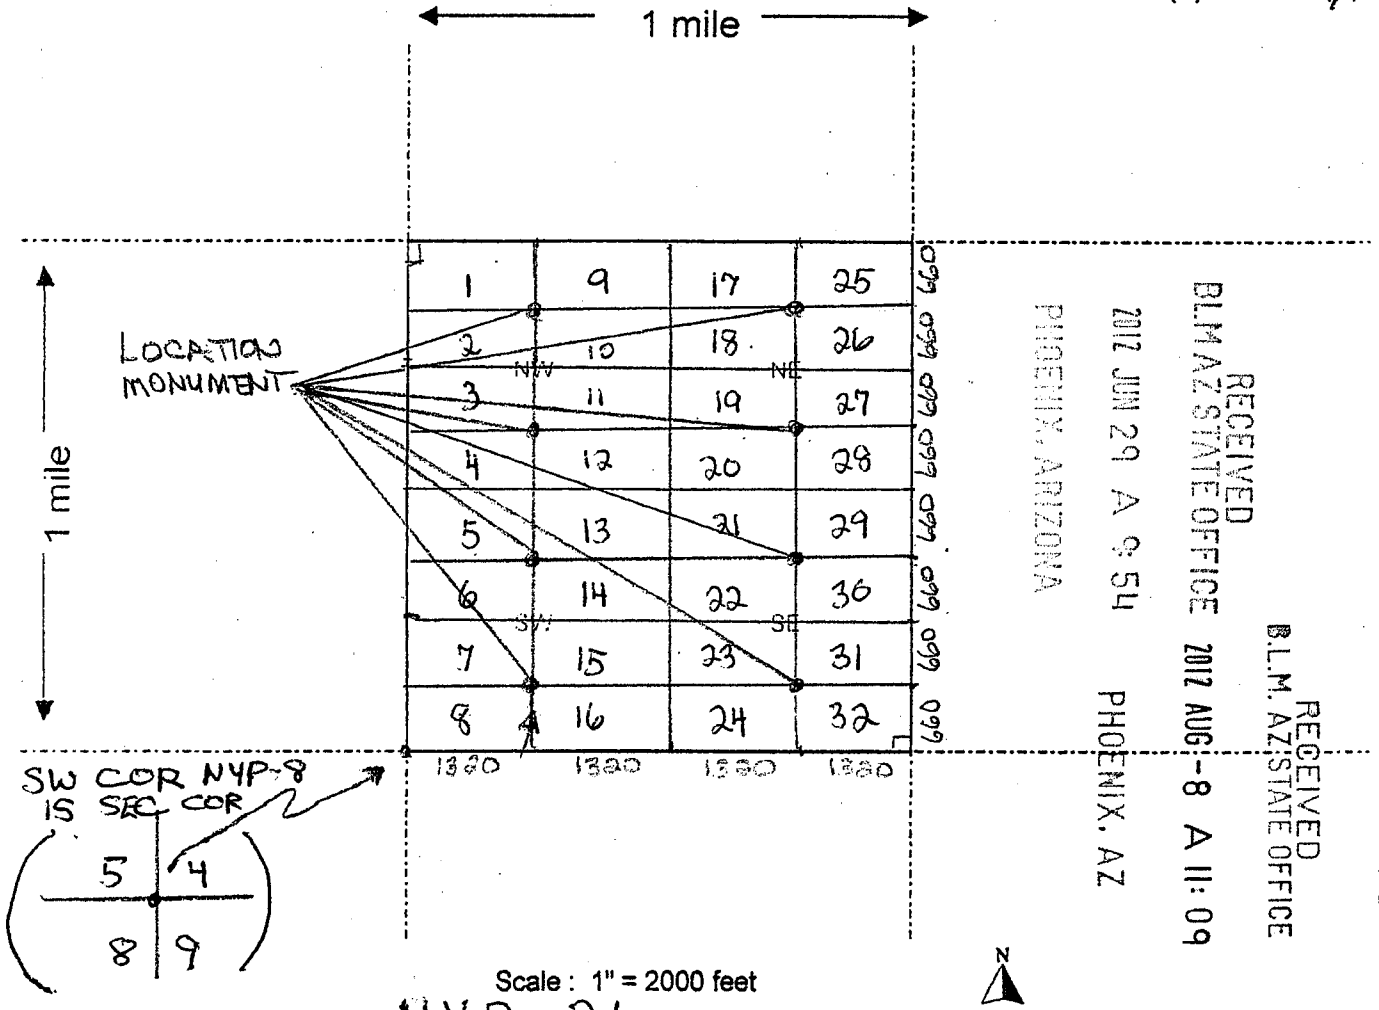 1 mile
LOCATION
MONUMENT
1 mile
1 9 17 25
2 10 18 26
NW NE
3 11 19 27
4 12 20 28
5 13 21 29
6 14 22 30
SW SE
7 15 23 31
8 16 24 32
660
660
660
660
660
660
660
660
1320 1320 1320 1320
SW COR NYP-8
IS SEC COR
5 4
8 9
Scale : 1" = 2000 feet
N
RECEIVED
BLM AZ STATE OFFICE
2012 JUN 29 A 9:54
PHOENIX, ARIZONA
RECEIVED
B.L.M. AZ STATE OFFICE
2012 AUG -8 A 11:09
PHOENIX, AZ